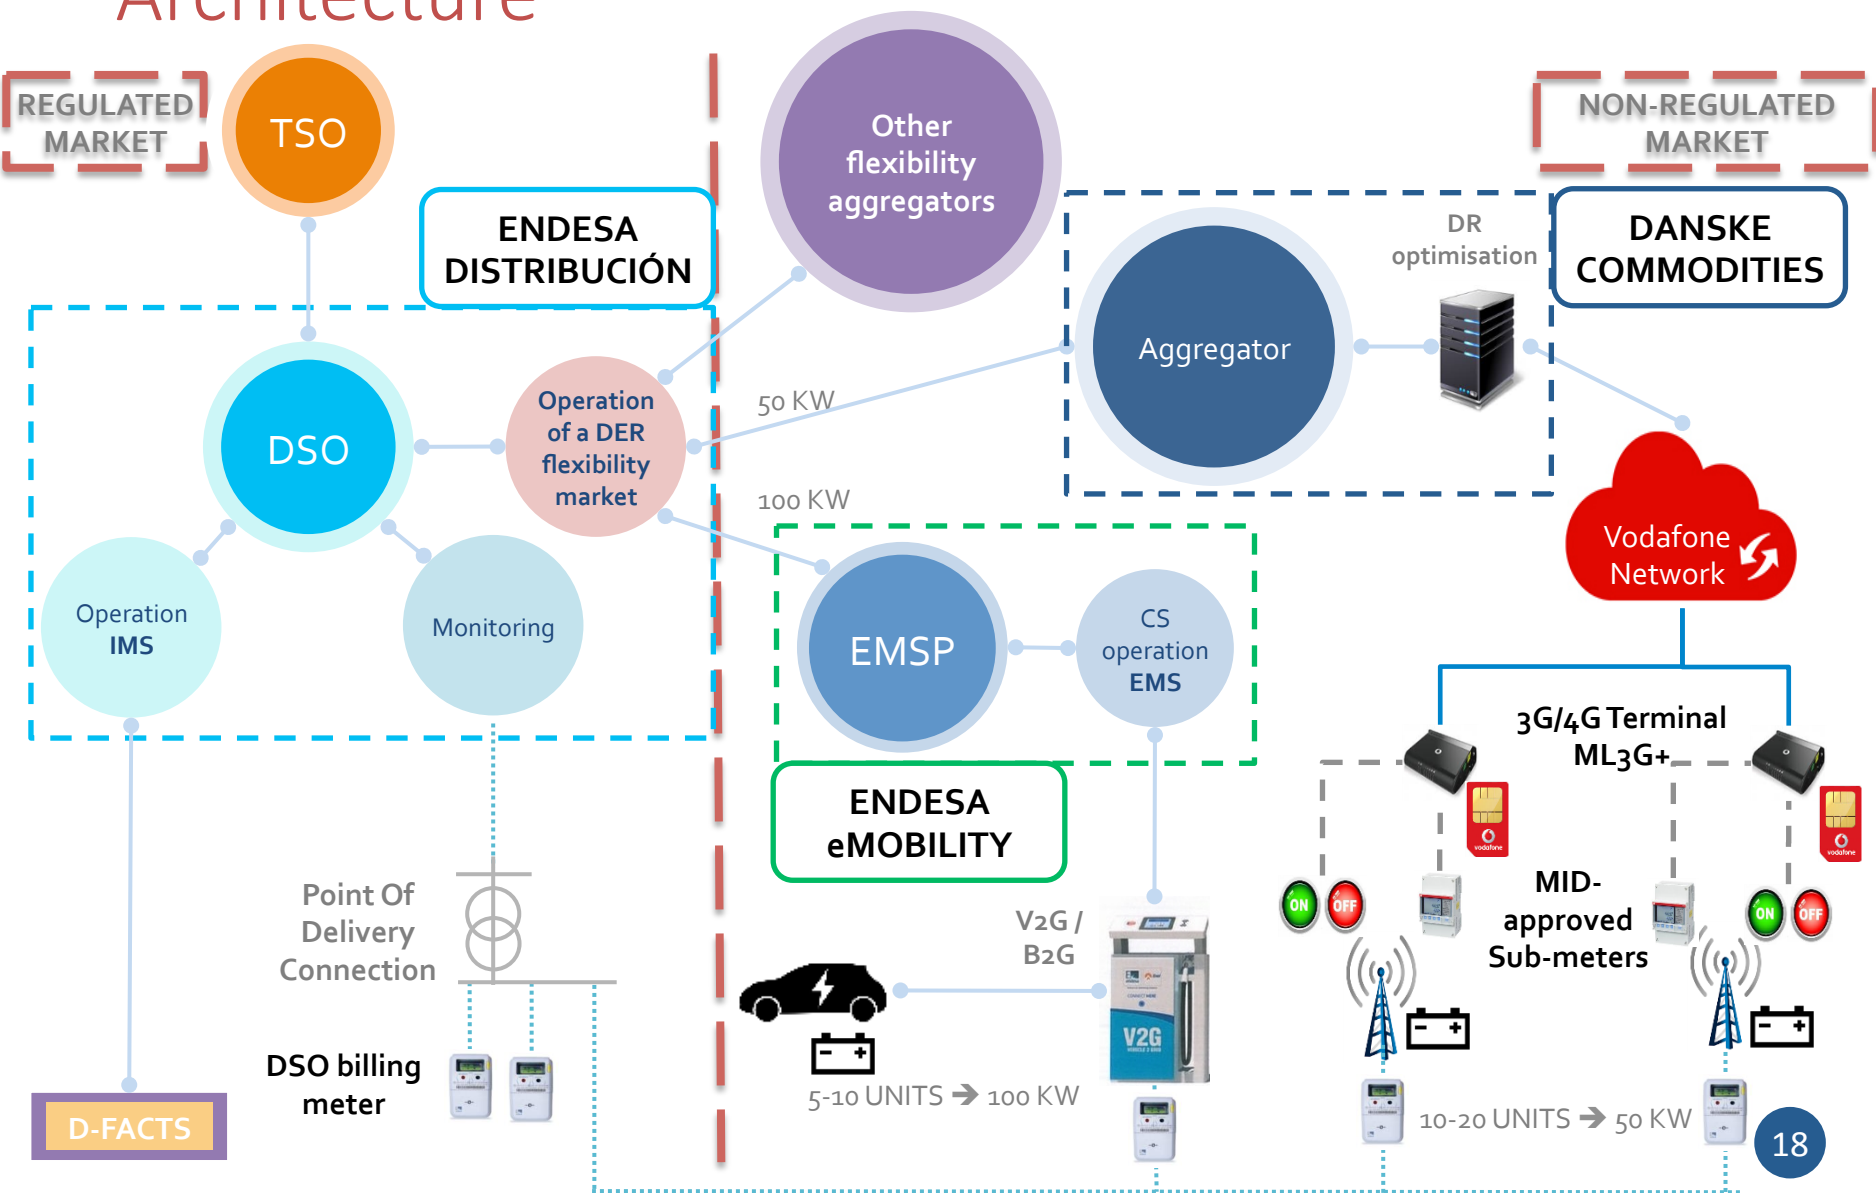 Architecture
REGULATED
MARKET
TSO
Other
flexibility
aggregators
NON-REGULATED
MARKET
ENDESA
DISTRIBUCIÓN
DR
optimisation
DANSKE
COMMODITIES
DSO
Operation
of a DER
flexibility
market
50 KW
Aggregator
100 KW
Vodafone
Network
Operation
IMS
Monitoring
EMSP
CS
operation
EMS
3G/4G Terminal
ML3G+
ENDESA
eMOBILITY
vodafone
vodafone
Point Of
Delivery
Connection
V2G /
B2G
ON
OFF
MID-
approved
Sub-meters
ON
OFF
V2G
DSO billing
meter
5-10 UNITS ➔ 100 KW
D-FACTS
10-20 UNITS ➔ 50 KW
18